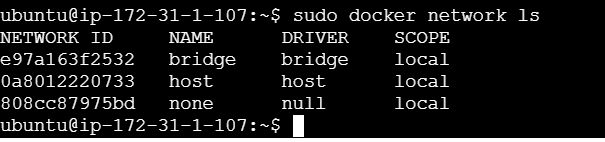 ubuntu@ip-172-31-1-107:~$ sudo docker network ls
NETWORK ID     NAME      DRIVER    SCOPE
e97a163f2532   bridge    bridge    local
0a8012220733   host      host      local
808cc87975bd   none      null      local
ubuntu@ip-172-31-1-107:~$